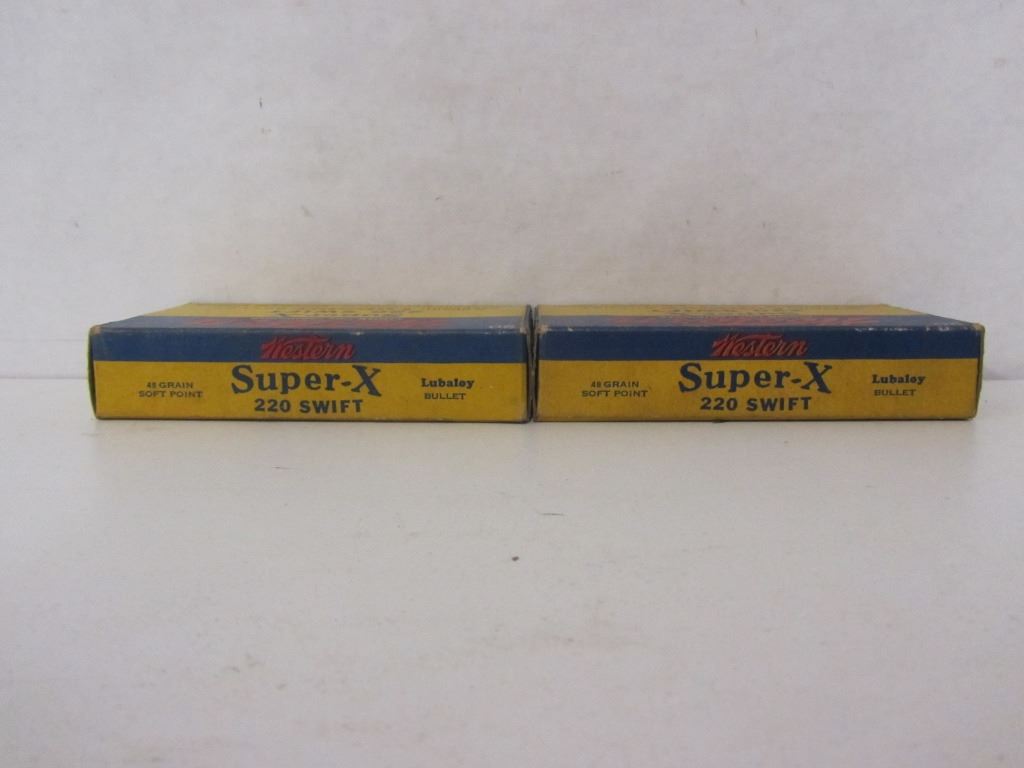 Western
48 GRAIN
SOFT POINT
Super-X
220 SWIFT
Lubaloy
BULLET
Western
48 GRAIN
SOFT POINT
Super-X
220 SWIFT
Lubaloy
BULLET